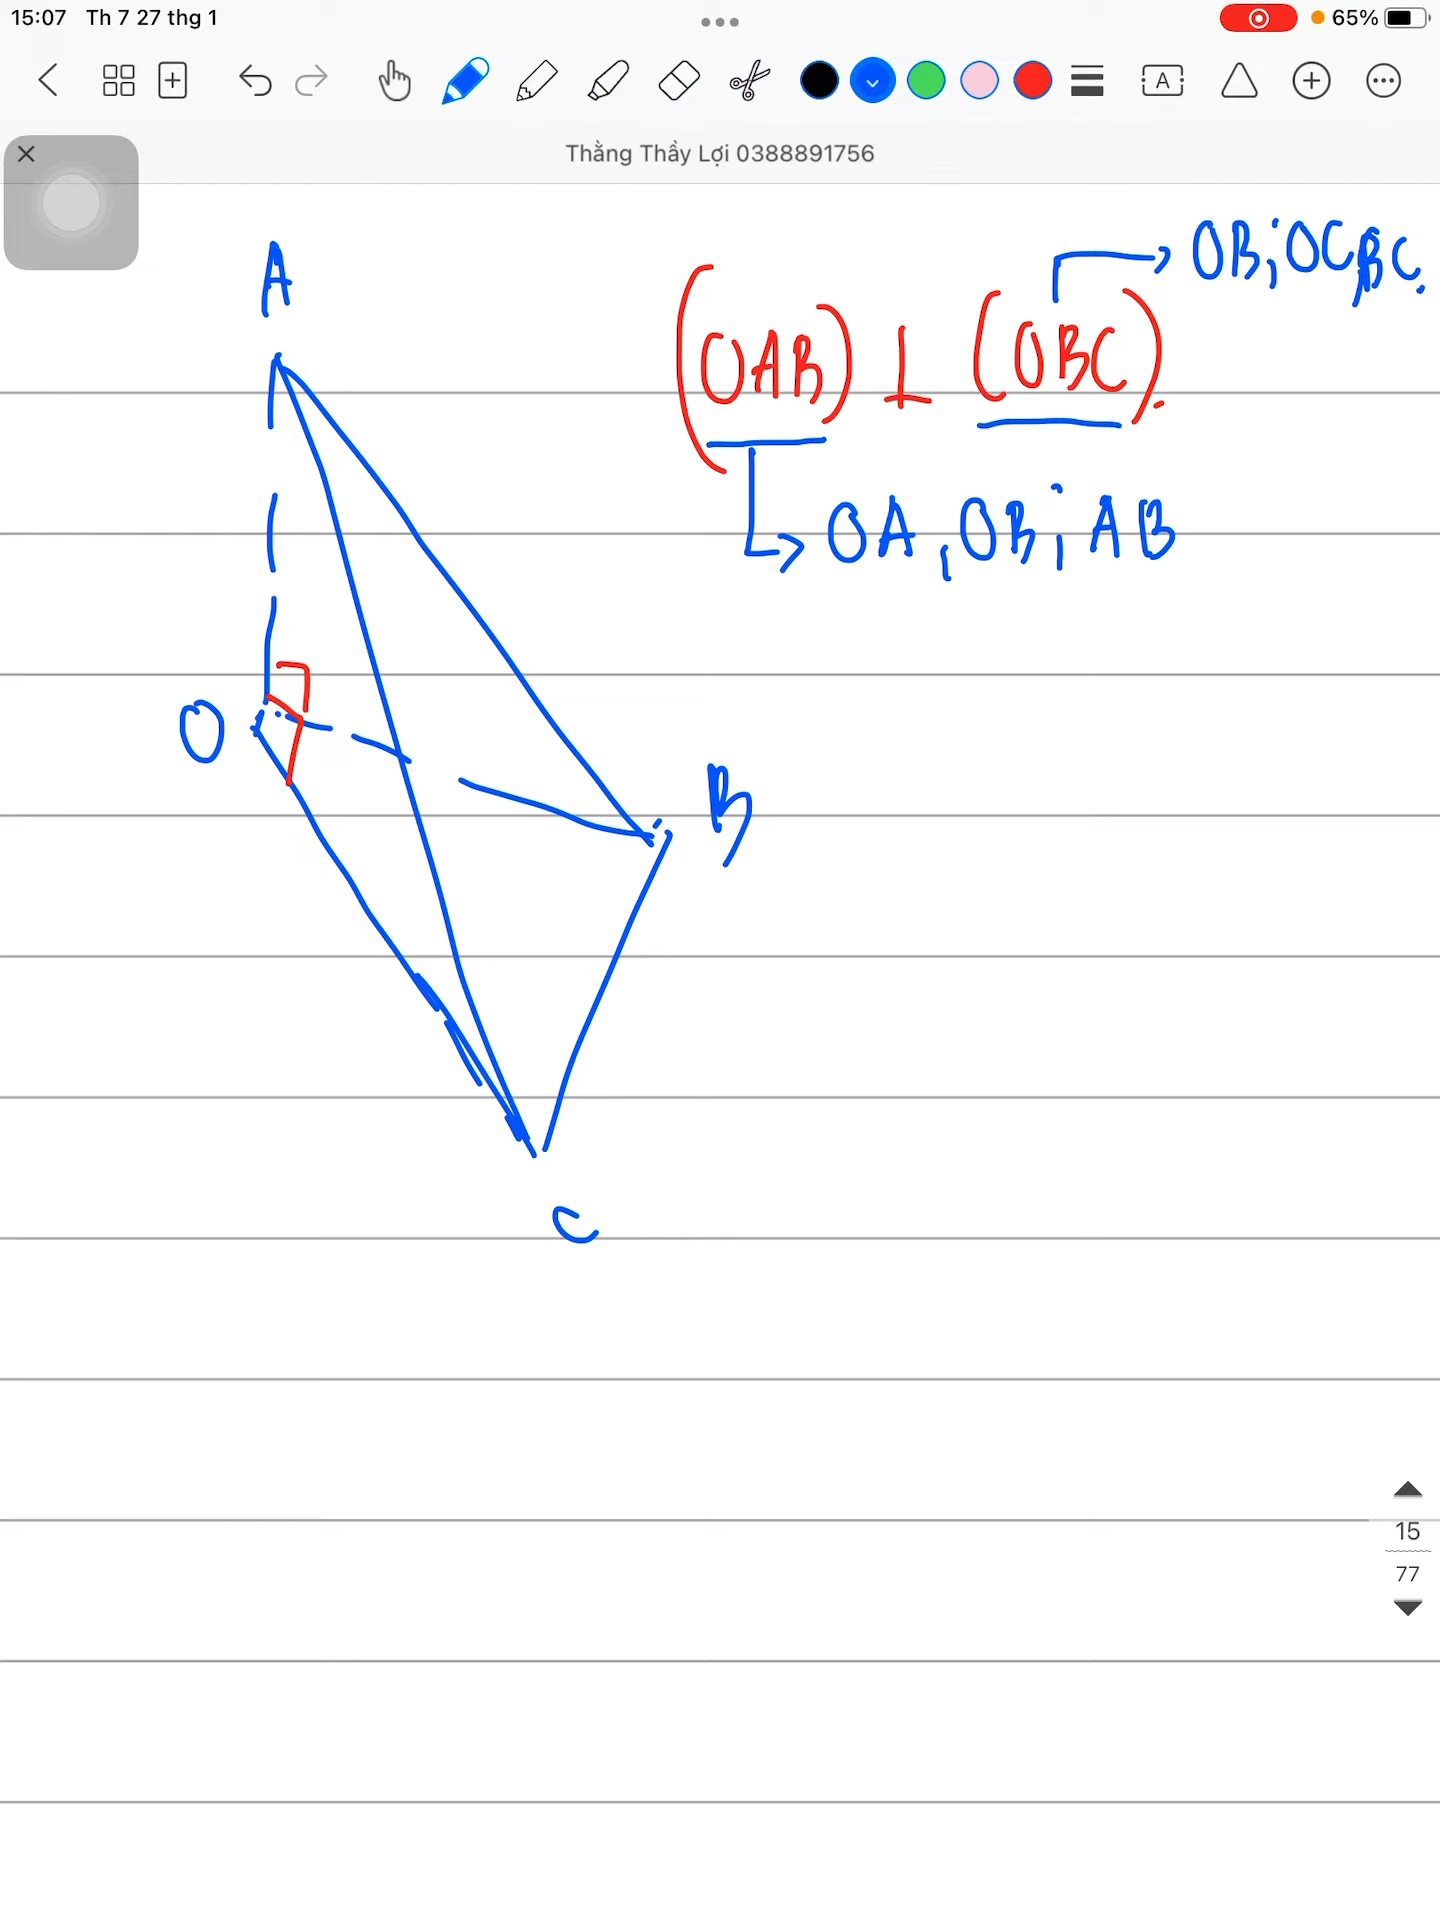 15:07 Th 7 27 thg 1
65%
A
Thằng Thầy Lợi 0388891756
A
OB; OC, BC.
(OAB) ⊥ (OBC).
OA, OB; AB
O
B
C
15
77